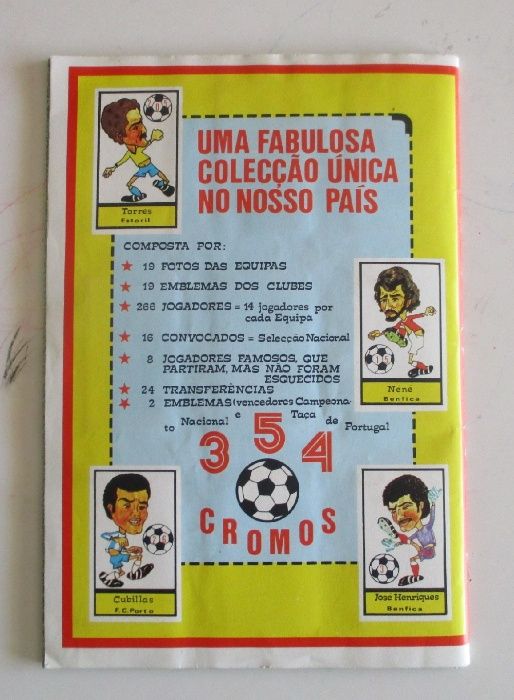 UMA FABULOSA
COLECÇÃO ÚNICA
NO NOSSO PAÍS
Torres
Estoril
COMPOSTA POR:
★ 19 FOTOS DAS EQUIPAS
★ 19 EMBLEMAS DOS CLUBES
★ 266 JOGADORES = 14 jogadores por
cada Equipa
★ 16 CONVOCADOS = Selecção Nacional
★ 8 JOGADORES FAMOSOS, QUE
PARTIRAM, MAS NÃO FORAM
ESQUECIDOS
★ 24 TRANSFERÊNCIAS
★ 2 EMBLEMAS (vencedores Campeona-
to Nacional e Taça de Portugal
Nené
Benfica
354
CROMOS
Cubillas
F. C. Porto
Jose Henriques
Benfica